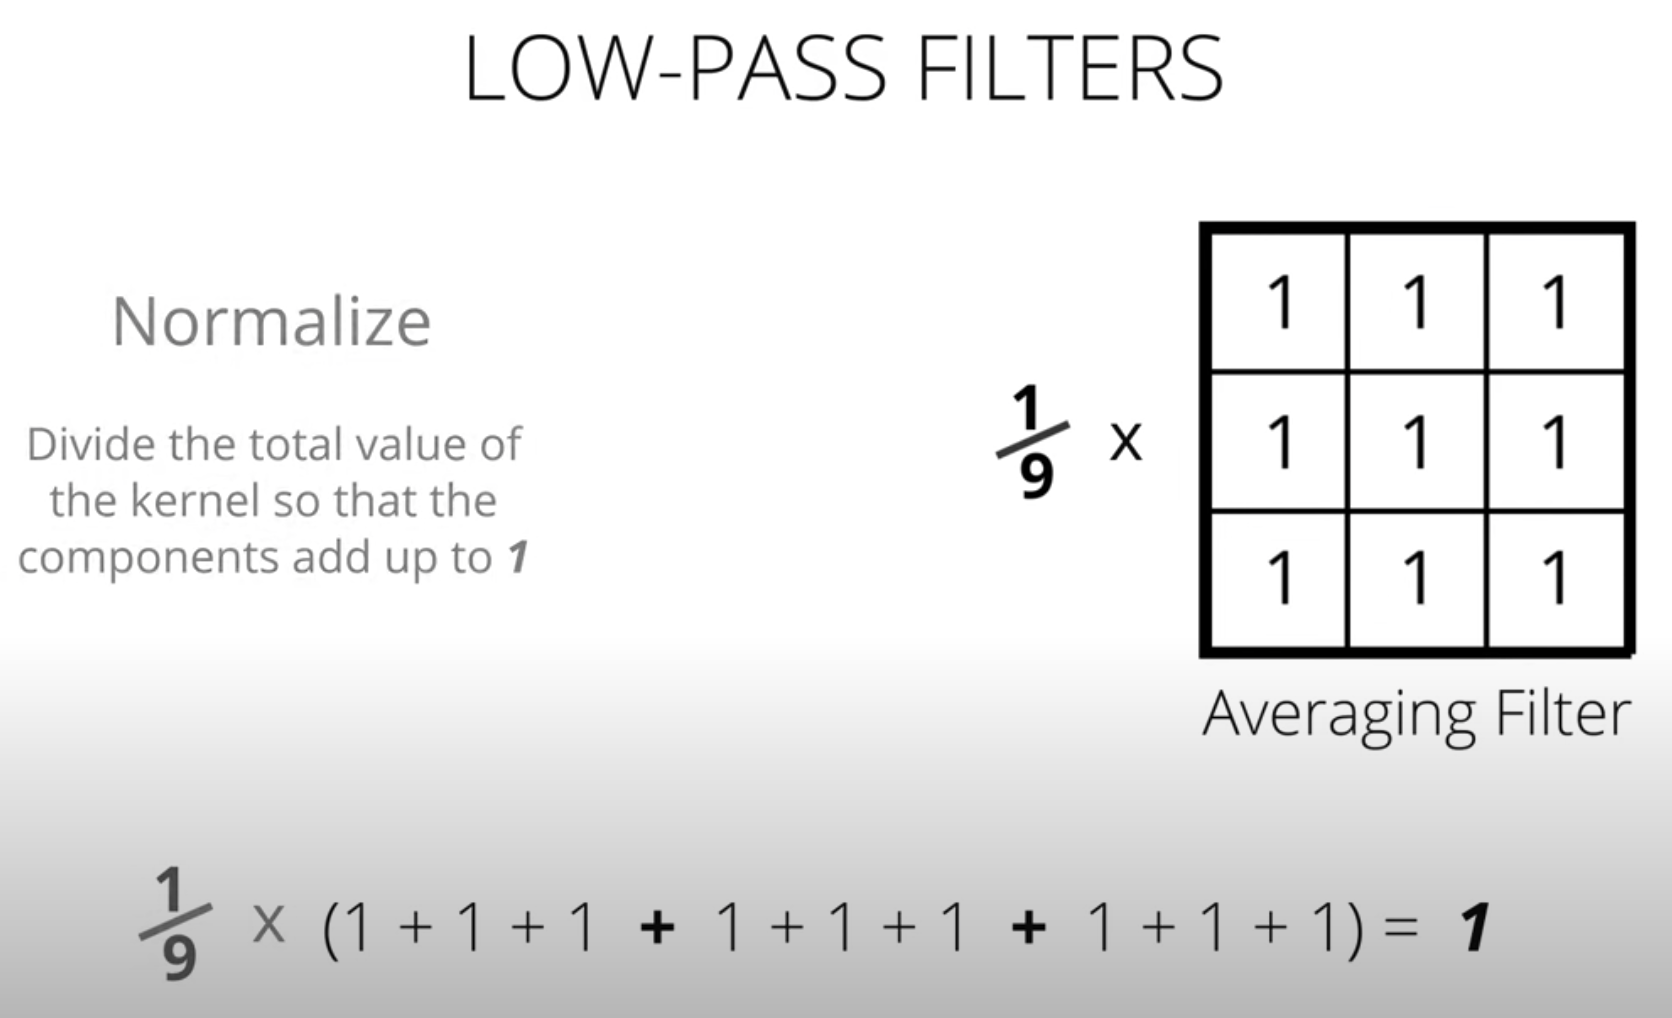 LOW-PASS FILTERS
Normalize
Divide the total value of
the kernel so that the
components add up to 1
1/9 x
1 1 1
1 1 1
1 1 1
Averaging Filter
1/9 x (1 + 1 + 1 + 1 + 1 + 1 + 1 + 1 + 1) = 1